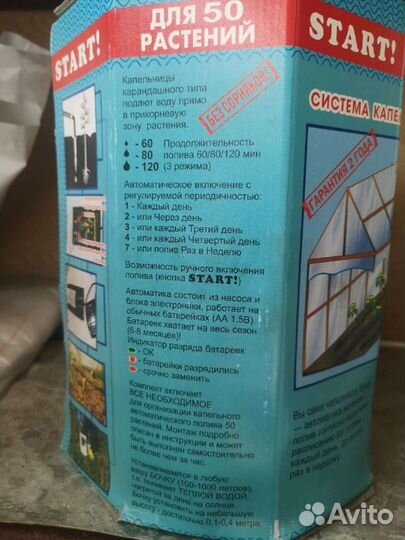 START!
ДЛЯ 50
РАСТЕНИЙ
START!
Капельницы
карандашного типа
подают воду прямо
в прикорневую
зону растения.
БЕЗ СОРНЯКОВ!
- 60 Продолжительность
- 80 полива 60/80/120 мин
- 120 (3 режима)
Автоматическое включение с
регулируемой периодичностью:
1 - Каждый день
2 - или Через день
3 - или каждый Третий день
4 - или каждый Четвертый день
7 - или полив Раз в Неделю
Возможность ручного включения
полива (кнопка START!)
Автоматика состоит из насоса и
блока электроники, работает на
обычных батврейках (АА 1,5В).
Батареек хватает на весь сезон
(6-8 месяцев)!
Индикатор разряда батареек
- ОК
- батарейки разрядились
- срочно заменить
Комплект включает
ВСЕ НЕОБХОДИМОЕ
для организации капельного
автоматического полива 50
растений. Монтаж подробно
описан в инструкции и может
быть выполнен самостоятельно
не более чем за час.
Устанавливается в любую
вашу БОЧКУ (100-1000 литров),
т.е. поливает ТЕПЛОЙ ВОДОЙ,
нагретой за день на солнце.
Бочку установить на небольшую
высоту - достаточно 0,1-0,4 метра.
СИСТЕМА КАПЕ
ГАРАНТИЯ 2 ГОДА!
Вы сами наполняете бочку
- автоматика
полив согласно
расписанию
каждый день, до
раз в неделю).
Avito